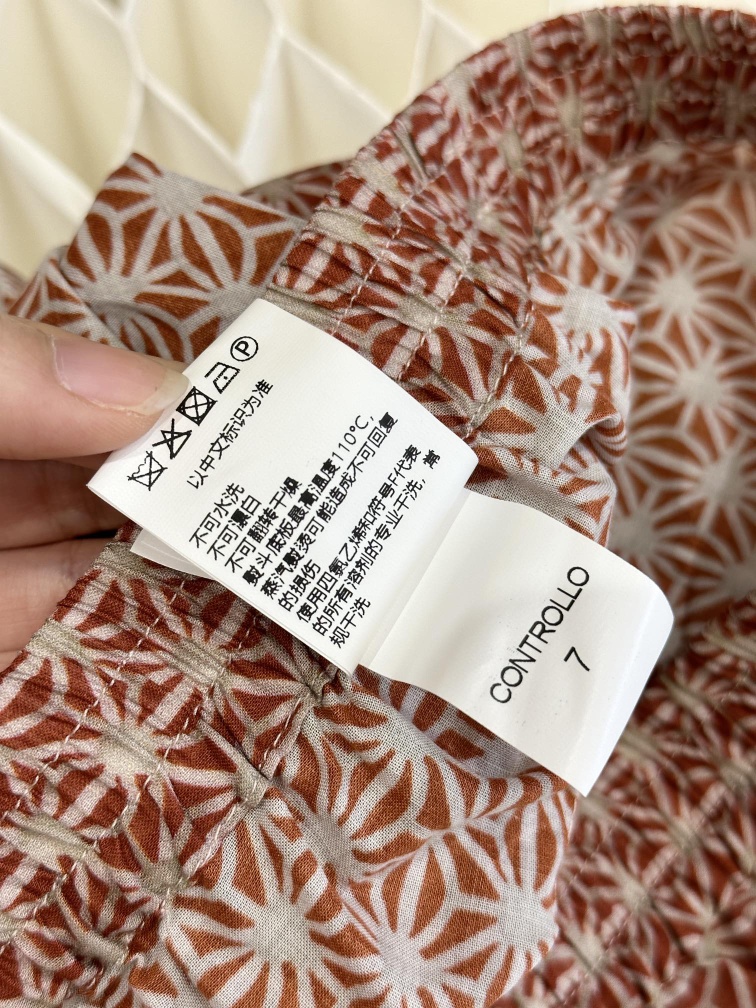 P
以中文标识为准
不可水洗
不可漂白
不可翻转干燥
熨斗底板最高温度110°C,
蒸汽熨烫可能造成不可回复
的损伤
使用四氯乙烯和符号F代表
的所有溶剂的专业干洗,常
规干洗
CONTROLLO
7